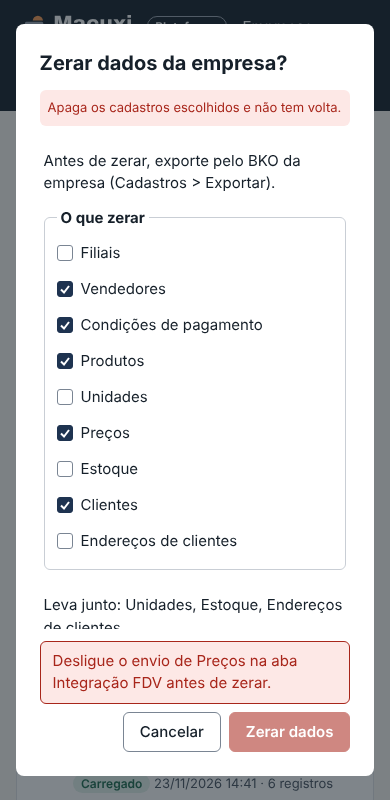 Zerar dados da empresa?
Apaga os cadastros escolhidos e não tem volta.
Antes de zerar, exporte pelo BKO da
empresa (Cadastros > Exportar).
O que zerar
Filiais
Vendedores
Condições de pagamento
Produtos
Unidades
Preços
Estoque
Clientes
Endereços de clientes
Leva junto: Unidades, Estoque, Endereços
de clientes
Desligue o envio de Preços na aba
Integração FDV antes de zerar.
Cancelar
Zerar dados
Carregado 23/11/2026 14:41 · 6 registros